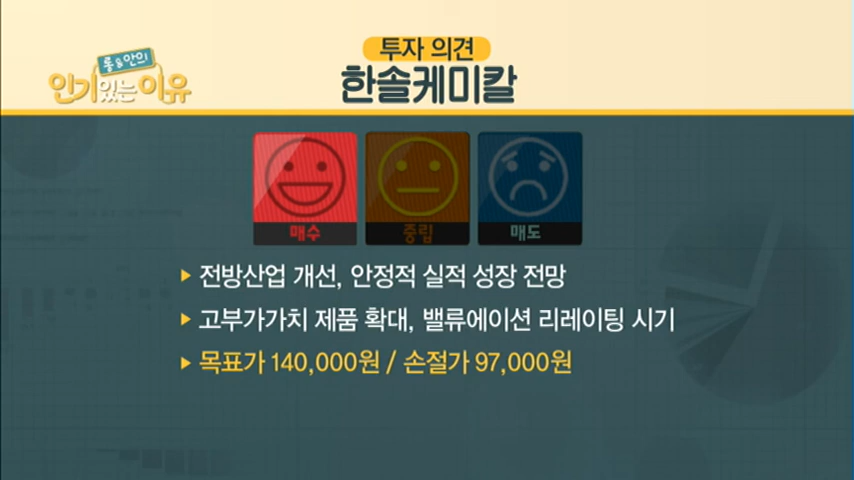 투자 의견
롱&안의
인기있는이유
한솔케미칼
매수
중립
매도
▶ 전방산업 개선, 안정적 실적 성장 전망
▶ 고부가가치 제품 확대, 밸류에이션 리레이팅 시기
▶ 목표가 140,000원 / 손절가 97,000원